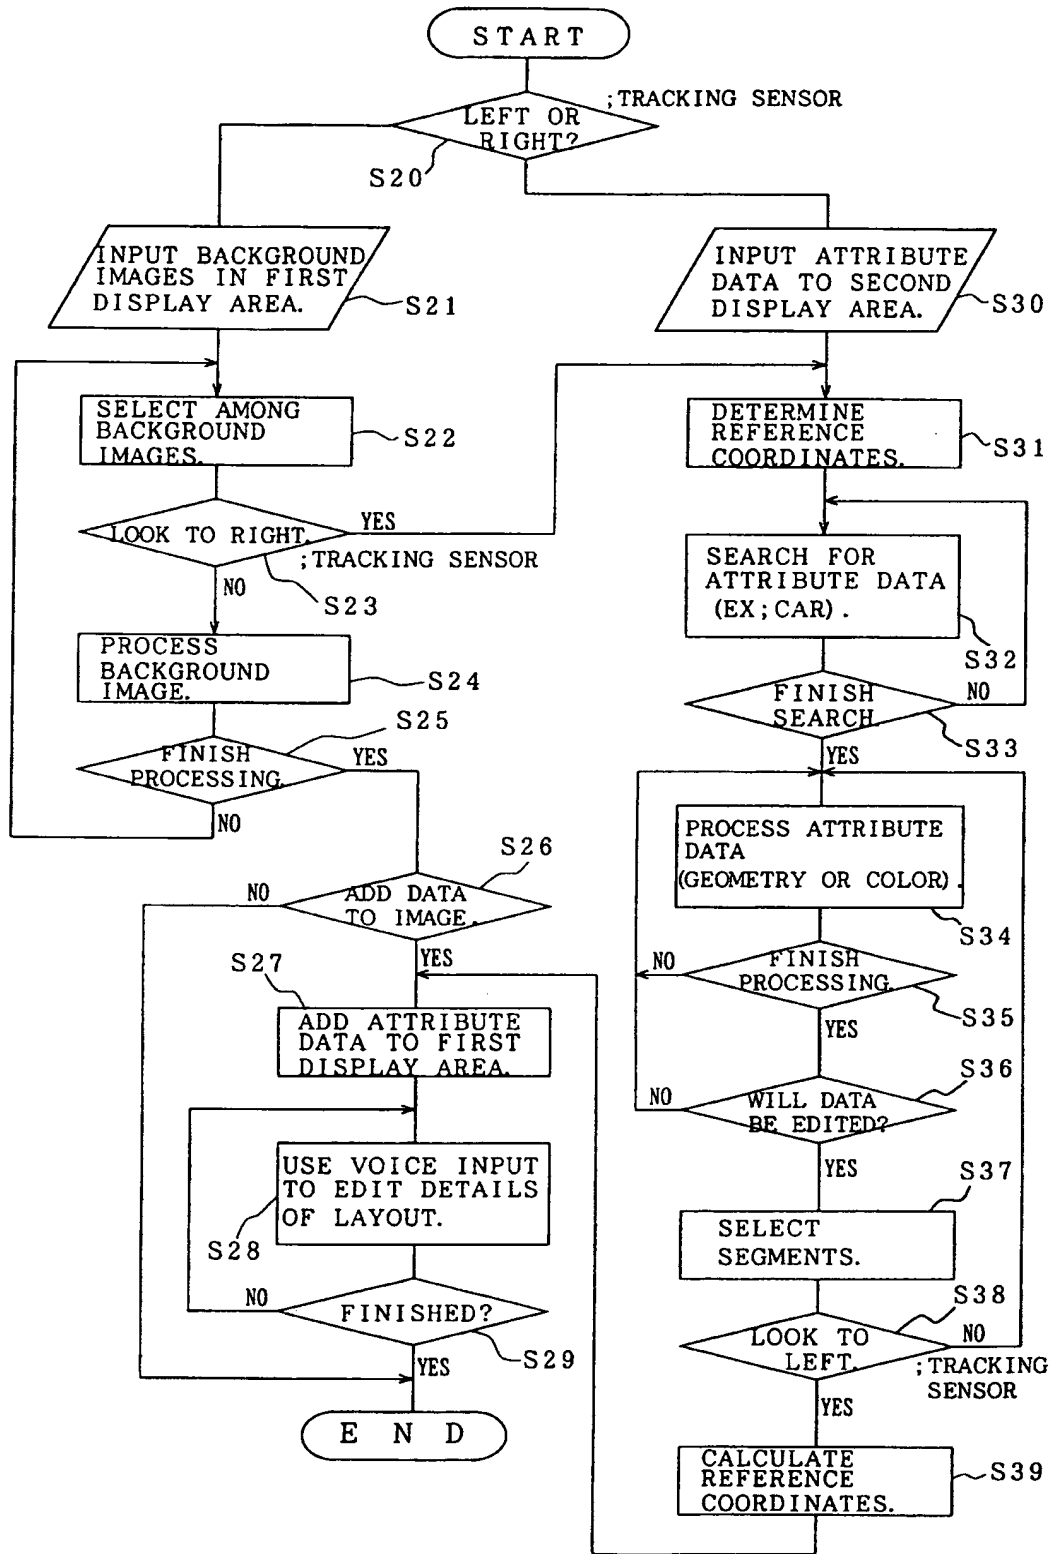 START
;TRACKING SENSOR
LEFT OR
RIGHT?
S20
INPUT BACKGROUND
IMAGES IN FIRST
DISPLAY AREA.
S21
INPUT ATTRIBUTE
DATA TO SECOND
DISPLAY AREA.
S30
SELECT AMONG
BACKGROUND
IMAGES.
S22
DETERMINE
REFERENCE
COORDINATES.
S31
LOOK TO RIGHT.
YES
;TRACKING SENSOR
NO
S23
SEARCH FOR
ATTRIBUTE DATA
(EX;CAR).
S32
PROCESS
BACKGROUND
IMAGE.
S24
FINISH
SEARCH.
NO
S33
YES
S25
FINISH
PROCESSING.
YES
NO
PROCESS ATTRIBUTE
DATA
(GEOMETRY OR COLOR).
S34
S26
NO
ADD DATA
TO IMAGE.
YES
FINISH
PROCESSING.
NO
S35
YES
S27
ADD ATTRIBUTE
DATA TO FIRST
DISPLAY AREA.
S36
NO
WILL DATA
BE EDITED?
YES
USE VOICE INPUT
TO EDIT DETAILS
OF LAYOUT.
S28
S37
SELECT
SEGMENTS.
NO
FINISHED?
S29
YES
S38
LOOK TO
LEFT.
NO
;TRACKING
SENSOR
YES
END
CALCULATE
REFERENCE
COORDINATES.
S39